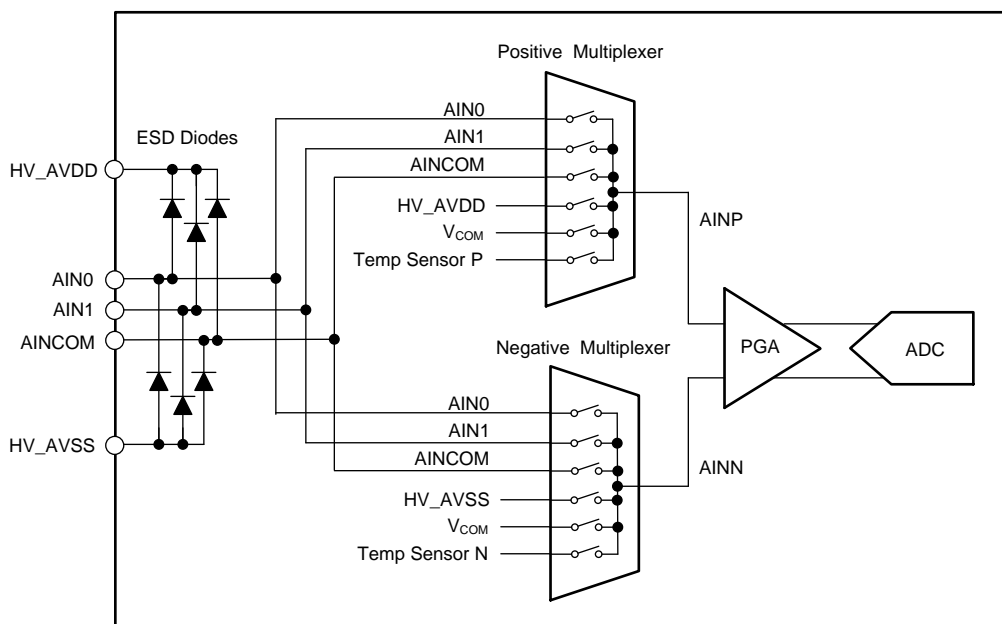 Positive Multiplexer
AIN0
AIN1
AINCOM
HV_AVDD
VCOM
Temp Sensor P
ESD Diodes
HV_AVDD
AIN0
AIN1
AINCOM
HV_AVSS
AINP
Negative Multiplexer
AIN0
AIN1
AINCOM
HV_AVSS
VCOM
Temp Sensor N
AINN
PGA
ADC